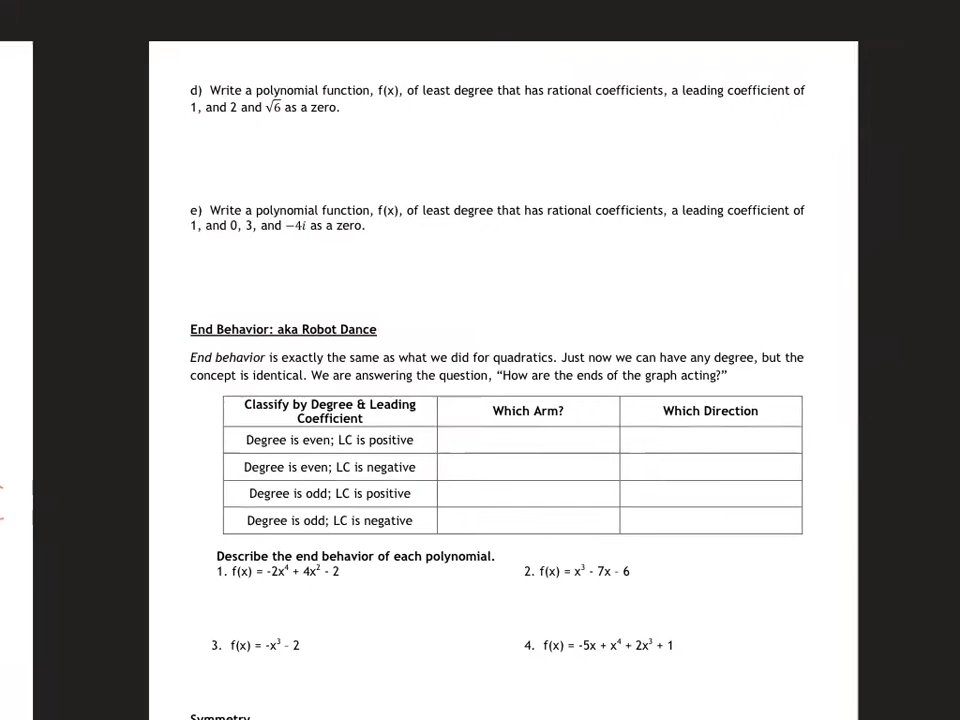 d) Write a polynomial function, f(x), of least degree that has rational coefficients, a leading coefficient of
1, and 2 and √6 as a zero.
e) Write a polynomial function, f(x), of least degree that has rational coefficients, a leading coefficient of
1, and 0, 3, and −4i as a zero.
End Behavior: aka Robot Dance
End behavior is exactly the same as what we did for quadratics. Just now we can have any degree, but the
concept is identical. We are answering the question, “How are the ends of the graph acting?”
Classify by Degree & Leading
Coefficient
Which Arm?
Which Direction
Degree is even; LC is positive
Degree is even; LC is negative
Degree is odd; LC is positive
Degree is odd; LC is negative
Describe the end behavior of each polynomial.
1. f(x) = -2x⁴ + 4x² - 2
2. f(x) = x³ - 7x – 6
3. f(x) = -x³ – 2
4. f(x) = -5x + x⁴ + 2x³ + 1
Symmetry